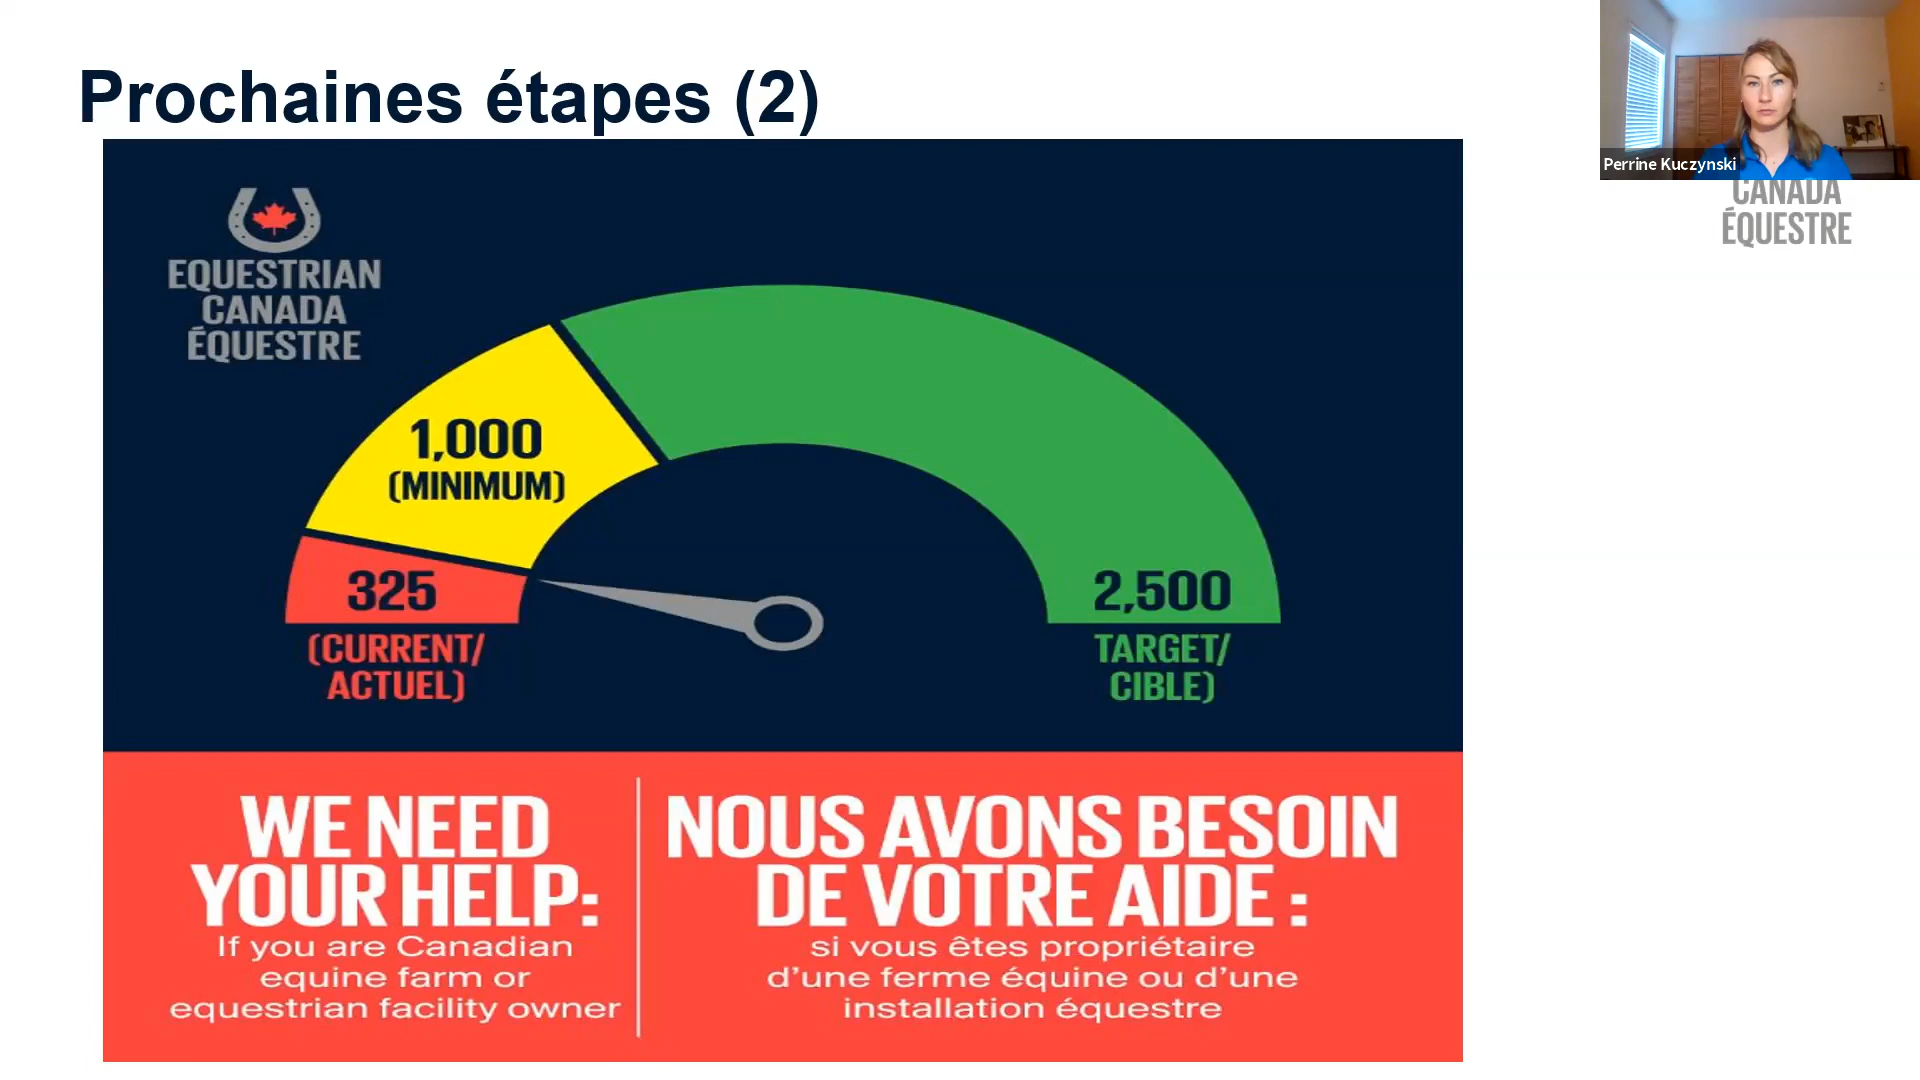 Prochaines étapes (2)
Perrine Kuczynski
CANADA
ÉQUESTRE
EQUESTRIAN
CANADA
ÉQUESTRE
1,000
(MINIMUM)
325
(CURRENT/
ACTUEL)
2,500
TARGET/
CIBLE)
WE NEED
YOUR HELP:
If you are Canadian
equine farm or
equestrian facility owner
NOUS AVONS BESOIN
DE VOTRE AIDE :
si vous êtes propriétaire
d’une ferme équine ou d’une
installation équestre